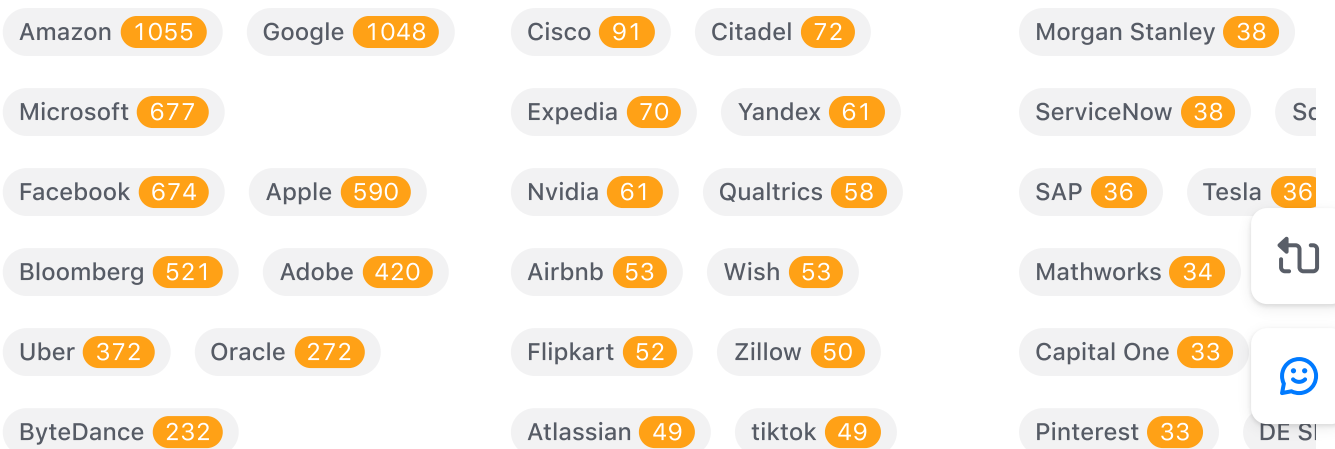 Amazon 1055 Google 1048
Microsoft 677
Facebook 674 Apple 590
Bloomberg 521 Adobe 420
Uber 372 Oracle 272
ByteDance 232
Cisco 91 Citadel 72
Expedia 70 Yandex 61
Nvidia 61 Qualtrics 58
Airbnb 53 Wish 53
Flipkart 52 Zillow 50
Atlassian 49 tiktok 49
Morgan Stanley 38
ServiceNow 38
SAP 36 Tesla 36
Mathworks 34
Capital One 33
Pinterest 33 DE